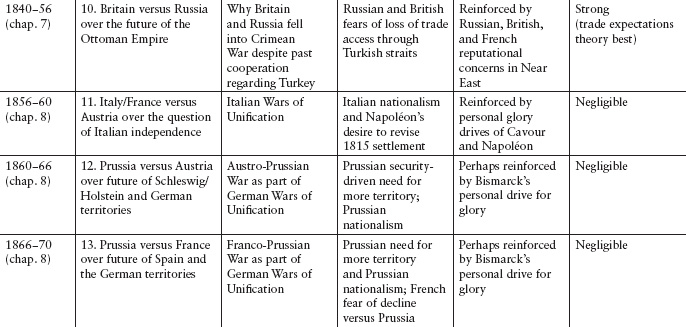 1840–56
(chap. 7)
10. Britain versus Russia
over the future of the
Ottoman Empire
Why Britain
and Russia fell
into Crimean
War despite past
cooperation
regarding Turkey
Russian and British
fears of loss of trade
access through
Turkish straits
Reinforced by
Russian, British,
and French
reputational
concerns in Near
East
Strong
(trade expectations
theory best)
1856–60
(chap. 8)
11. Italy/France versus
Austria over the question
of Italian independence
Italian Wars of
Unification
Italian nationalism
and Napoléon’s
desire to revise
1815 settlement
Reinforced by
personal glory
drives of Cavour
and Napoléon
Negligible
1860–66
(chap. 8)
12. Prussia versus Austria
over future of Schleswig/
Holstein and German
territories
Austro-Prussian
War as part of
German Wars of
Unification
Prussian security-
driven need for
more territory;
Prussian
nationalism
Perhaps reinforced
by Bismarck’s
personal drive for
glory
Negligible
1866–70
(chap. 8)
13. Prussia versus France
over future of Spain and
the German territories
Franco-Prussian
War as part of
German Wars of
Unification
Prussian need for
more territory
and Prussian
nationalism; French
fear of decline
versus Prussia
Perhaps reinforced
by Bismarck’s
personal drive for
glory
Negligible